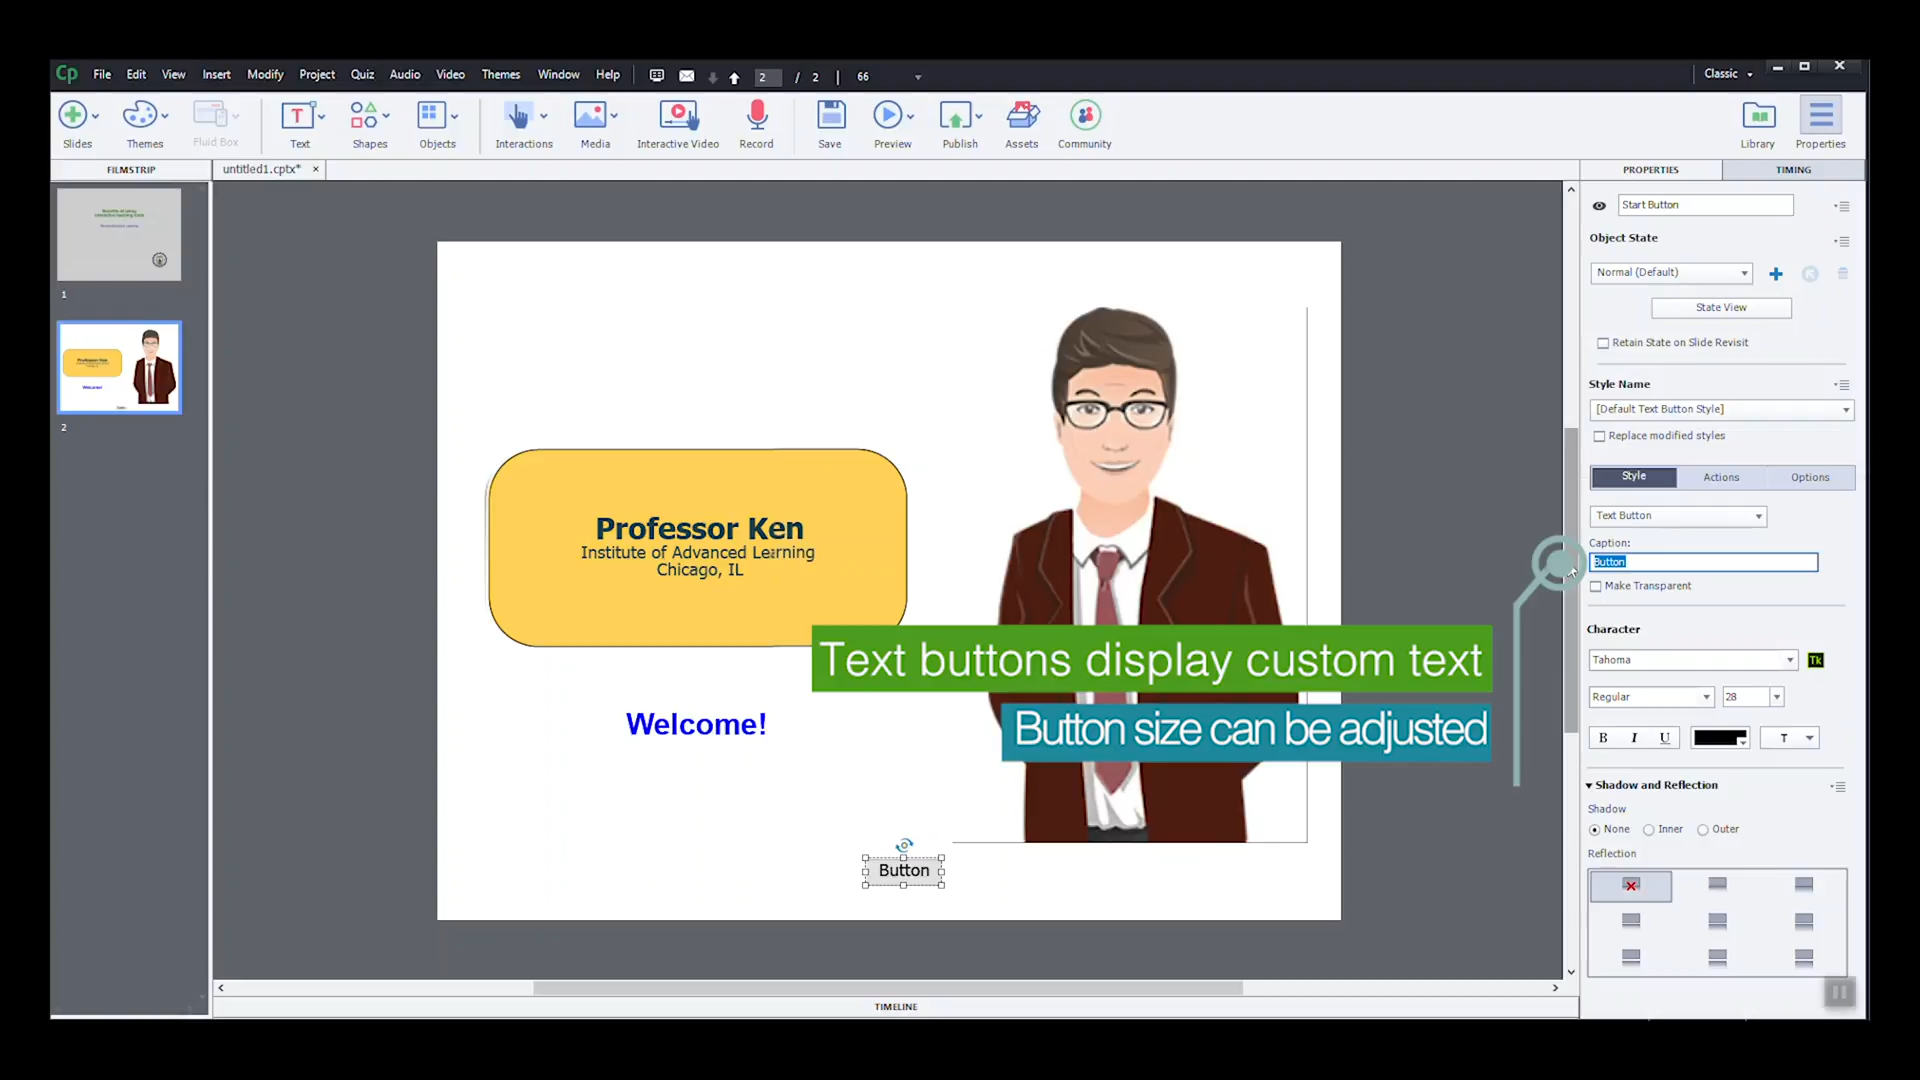 Cp File Edit View Insert Modify Project Quiz Audio Video Themes Window Help 2 / 2 66 Classic
Slides Themes Fluid Box Text Shapes Objects Interactions Media Interactive Video Record Save Preview Publish Assets Community Library Properties
FILMSTRIP untitled1.cptx* × PROPERTIES TIMING
1
Professor Ken
Welcome!
2
Professor Ken
Institute of Advanced Learning
Chicago, IL
Welcome!
Button
Text buttons display custom text
Button size can be adjusted
TIMELINE
Start Button
Object State
Normal (Default)
State View
Retain State on Slide Revisit
Style Name
[Default Text Button Style]
Replace modified styles
Style Actions Options
Text Button
Caption:
Button
Make Transparent
Character
Tahoma Tk
Regular 28
B I U T
Shadow and Reflection
Shadow
None Inner Outer
Reflection